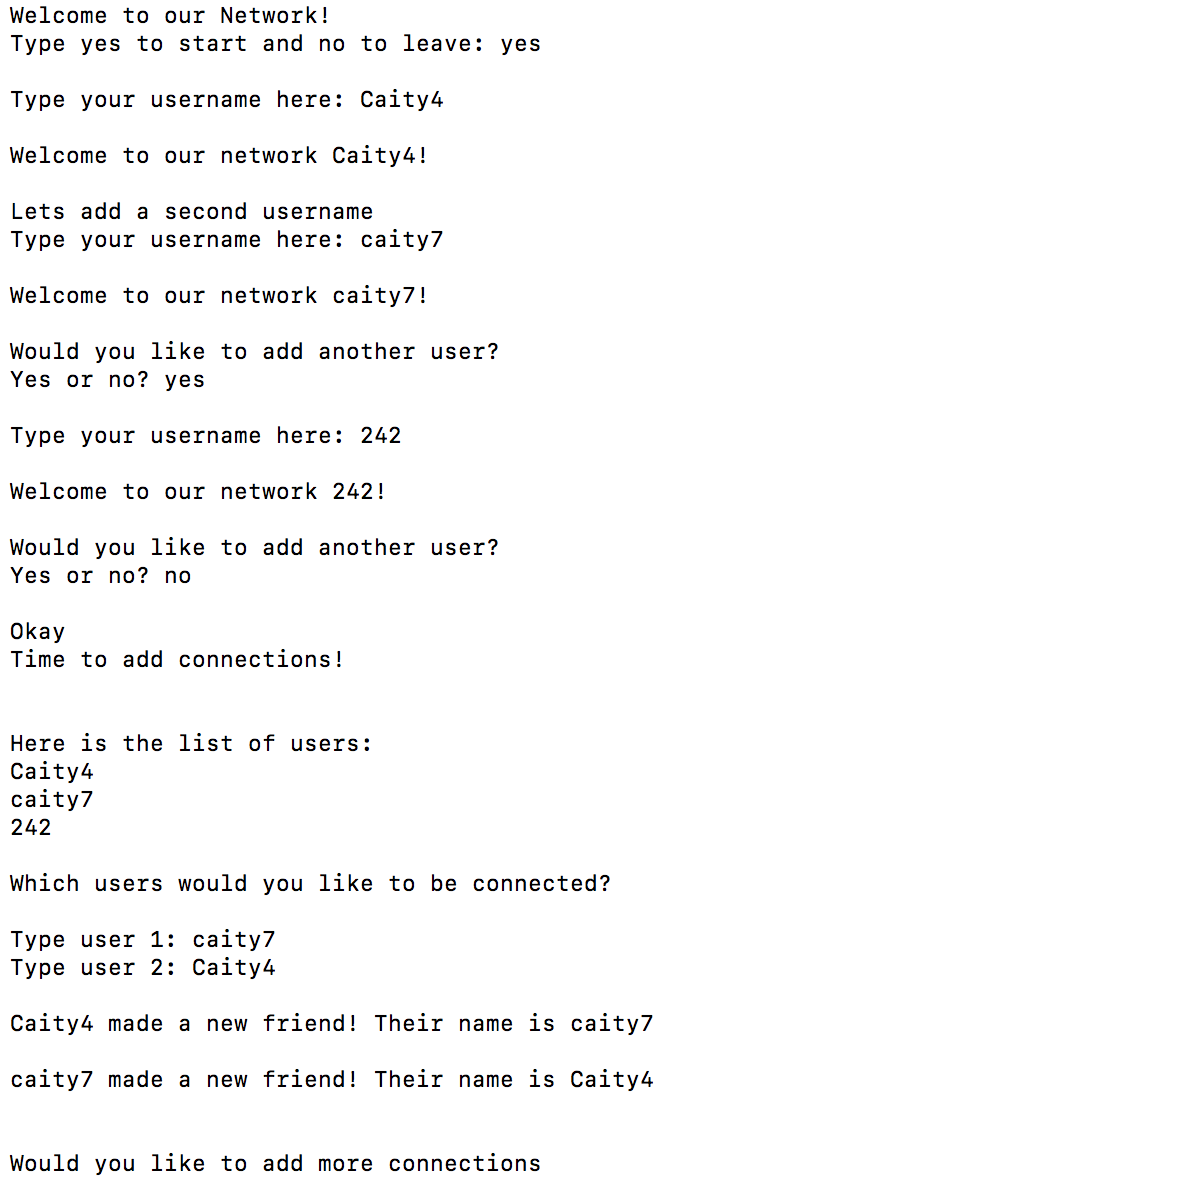 Welcome to our Network!
Type yes to start and no to leave: yes
Type your username here: Caity4
Welcome to our network Caity4!
Lets add a second username
Type your username here: caity7
Welcome to our network caity7!
Would you like to add another user?
Yes or no? yes
Type your username here: 242
Welcome to our network 242!
Would you like to add another user?
Yes or no? no
Okay
Time to add connections!
Here is the list of users:
Caity4
caity7
242
Which users would you like to be connected?
Type user 1: caity7
Type user 2: Caity4
Caity4 made a new friend! Their name is caity7
caity7 made a new friend! Their name is Caity4
Would you like to add more connections